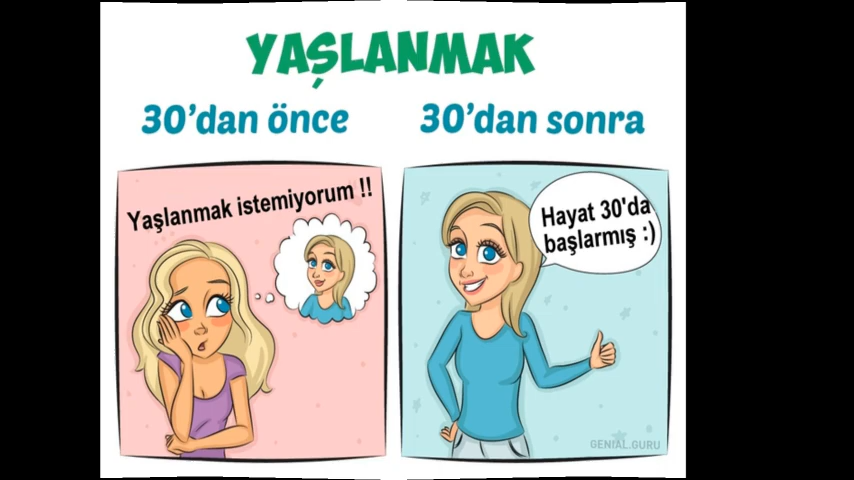 YAŞLANMAK
30'dan önce
30'dan sonra
Yaşlanmak istemiyorum !!
Hayat 30'da
başlarmış :)
GENIAL.GURU